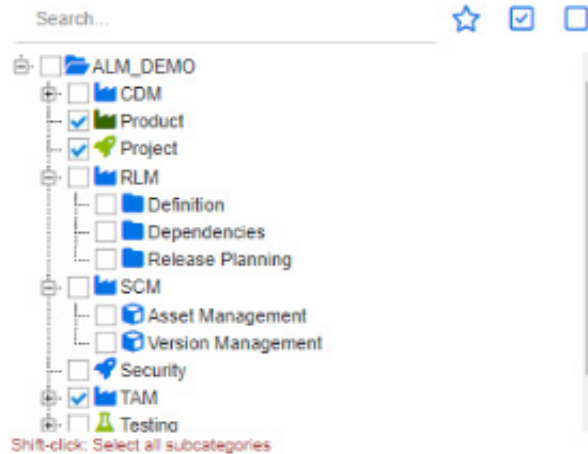 Search...
ALM_DEMO
CDM
Product
Project
RLM
Definition
Dependencies
Release Planning
SCM
Asset Management
Version Management
Security
TAM
Testing
Shift-click: Select all subcategories